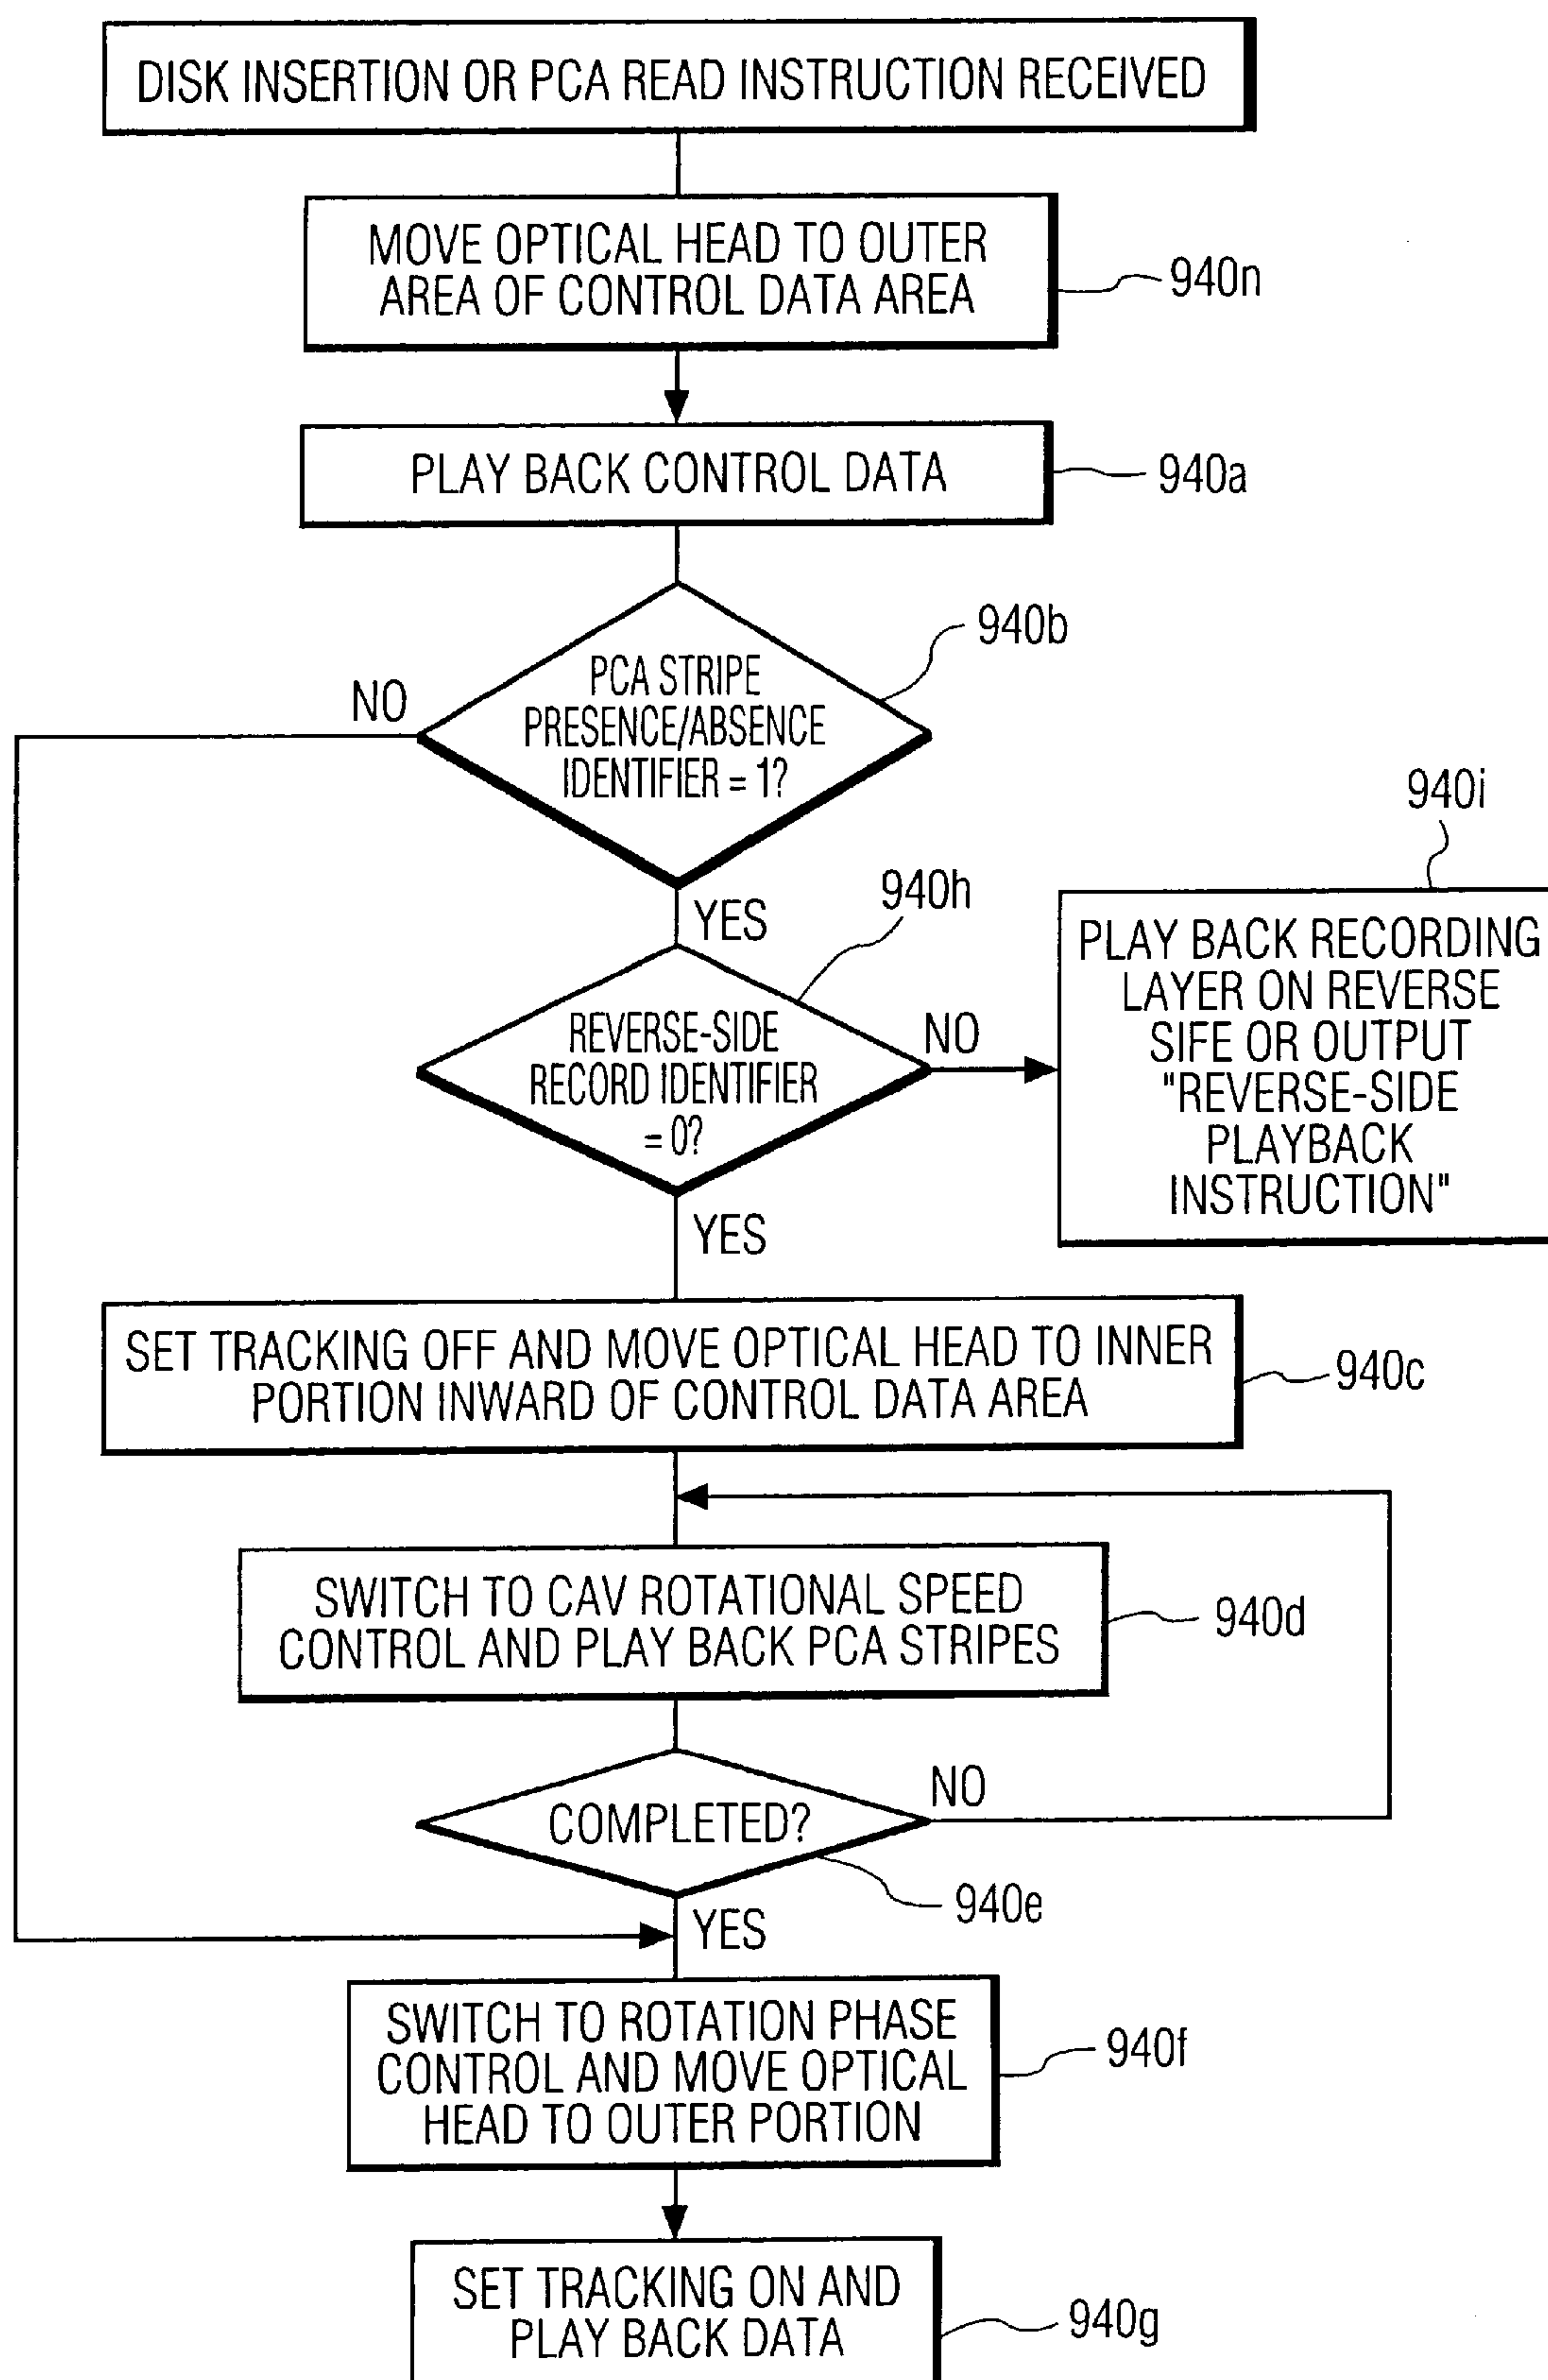 DISK INSERTION OR PCA READ INSTRUCTION RECEIVED
MOVE OPTICAL HEAD TO OUTER
AREA OF CONTROL DATA AREA
940n
PLAY BACK CONTROL DATA
940a
940b
PCA STRIPE
PRESENCE/ABSENCE
IDENTIFIER = 1?
NO
YES
940h
REVERSE-SIDE
RECORD IDENTIFIER
= 0?
NO
940i
PLAY BACK RECORDING
LAYER ON REVERSE
SIFE OR OUTPUT
"REVERSE-SIDE
PLAYBACK
INSTRUCTION"
YES
SET TRACKING OFF AND MOVE OPTICAL HEAD TO INNER
PORTION INWARD OF CONTROL DATA AREA
940c
SWITCH TO CAV ROTATIONAL SPEED
CONTROL AND PLAY BACK PCA STRIPES
940d
COMPLETED?
NO
940e
YES
SWITCH TO ROTATION PHASE
CONTROL AND MOVE OPTICAL
HEAD TO OUTER PORTION
940f
SET TRACKING ON AND
PLAY BACK DATA
940g